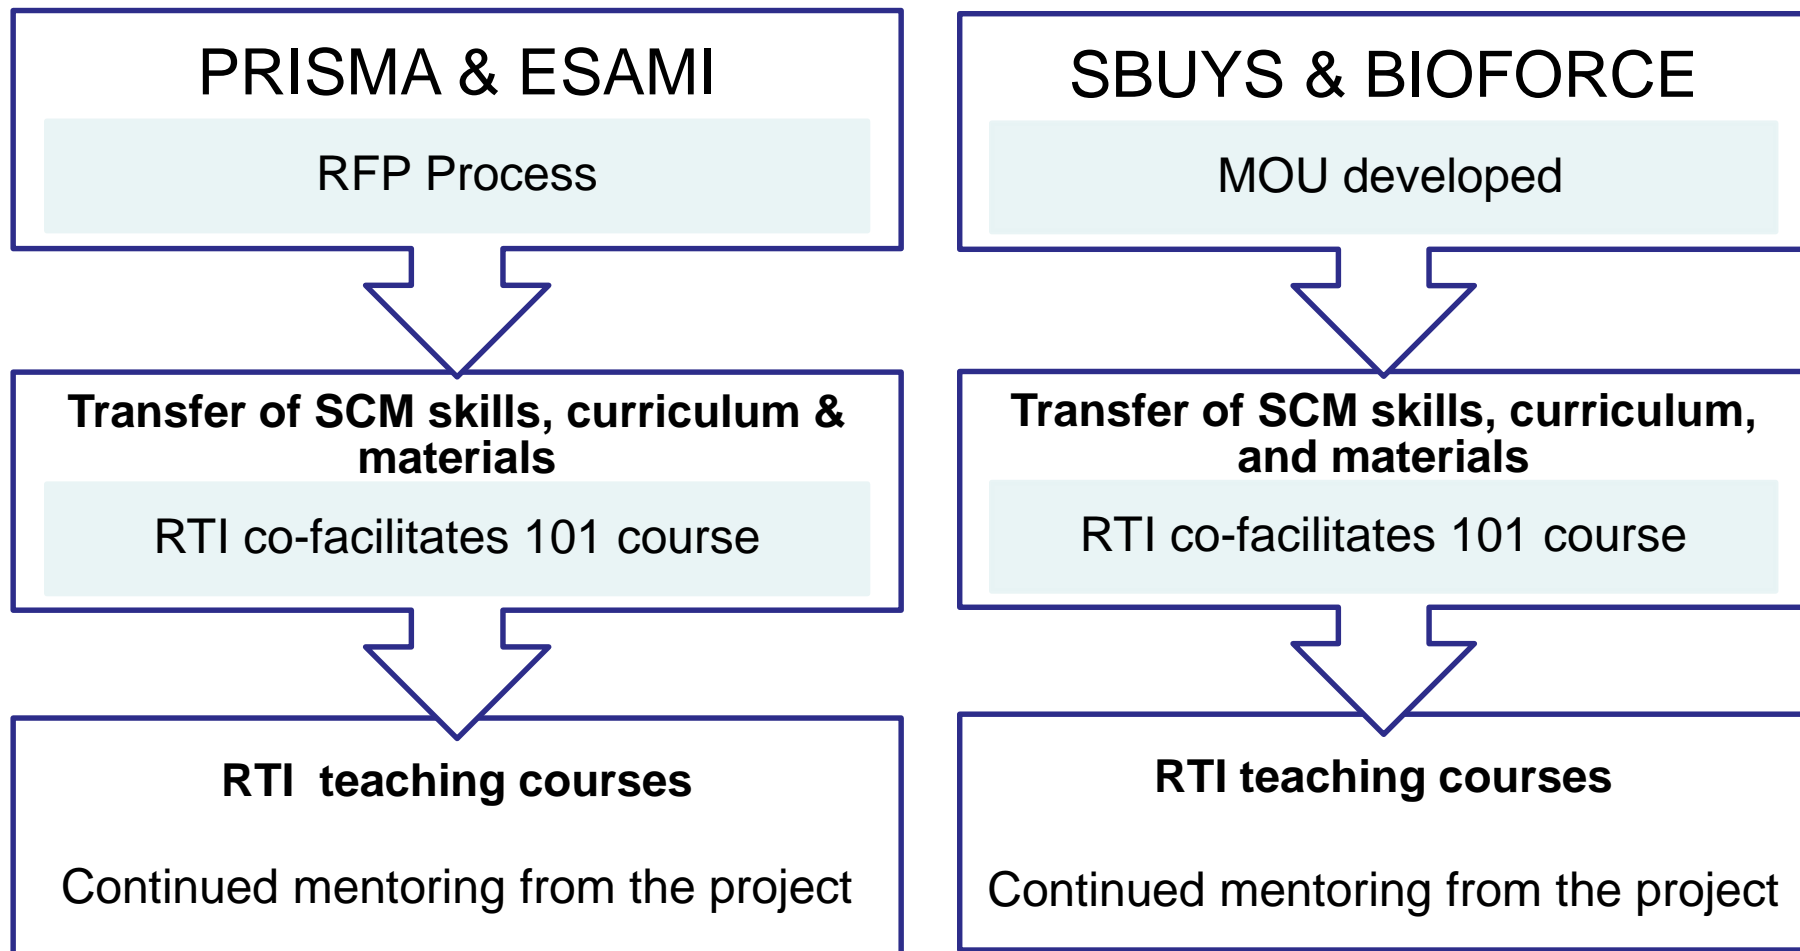 PRISMA & ESAMI
RFP Process
Transfer of SCM skills, curriculum &
materials
RTI co-facilitates 101 course
RTI  teaching courses
Continued mentoring from the project
SBUYS & BIOFORCE
MOU developed
Transfer of SCM skills, curriculum,
and materials
RTI co-facilitates 101 course
RTI teaching courses
Continued mentoring from the project